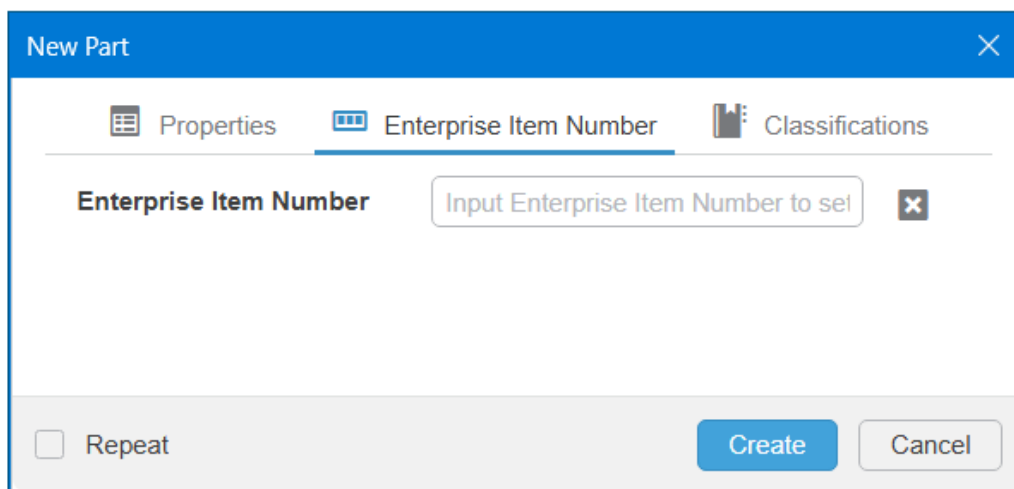 New Part
Properties Enterprise Item Number Classifications
Enterprise Item Number Input Enterprise Item Number to set
Repeat Create Cancel